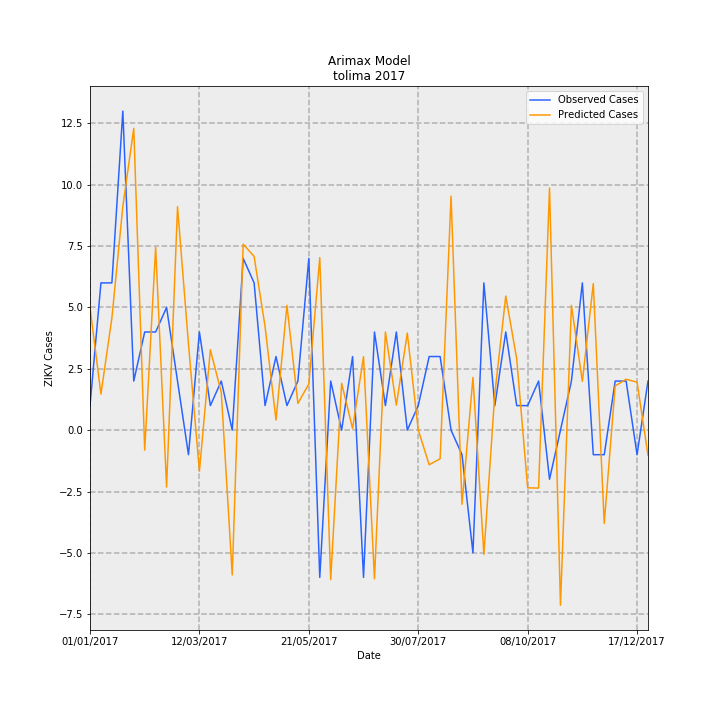 Arimax Model
tolima 2017
Observed Cases
Predicted Cases
12.5
10.0
7.5
5.0
2.5
0.0
−2.5
−5.0
−7.5
ZIKV Cases
01/01/2017 12/03/2017 21/05/2017 30/07/2017 08/10/2017 17/12/2017
Date